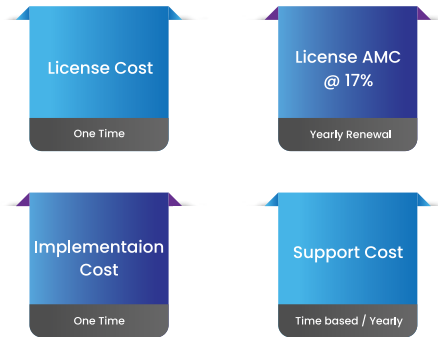 License Cost
One Time
License AMC
@ 17%
Yearly Renewal
Implementaion
Cost
One Time
Support Cost
Time based / Yearly